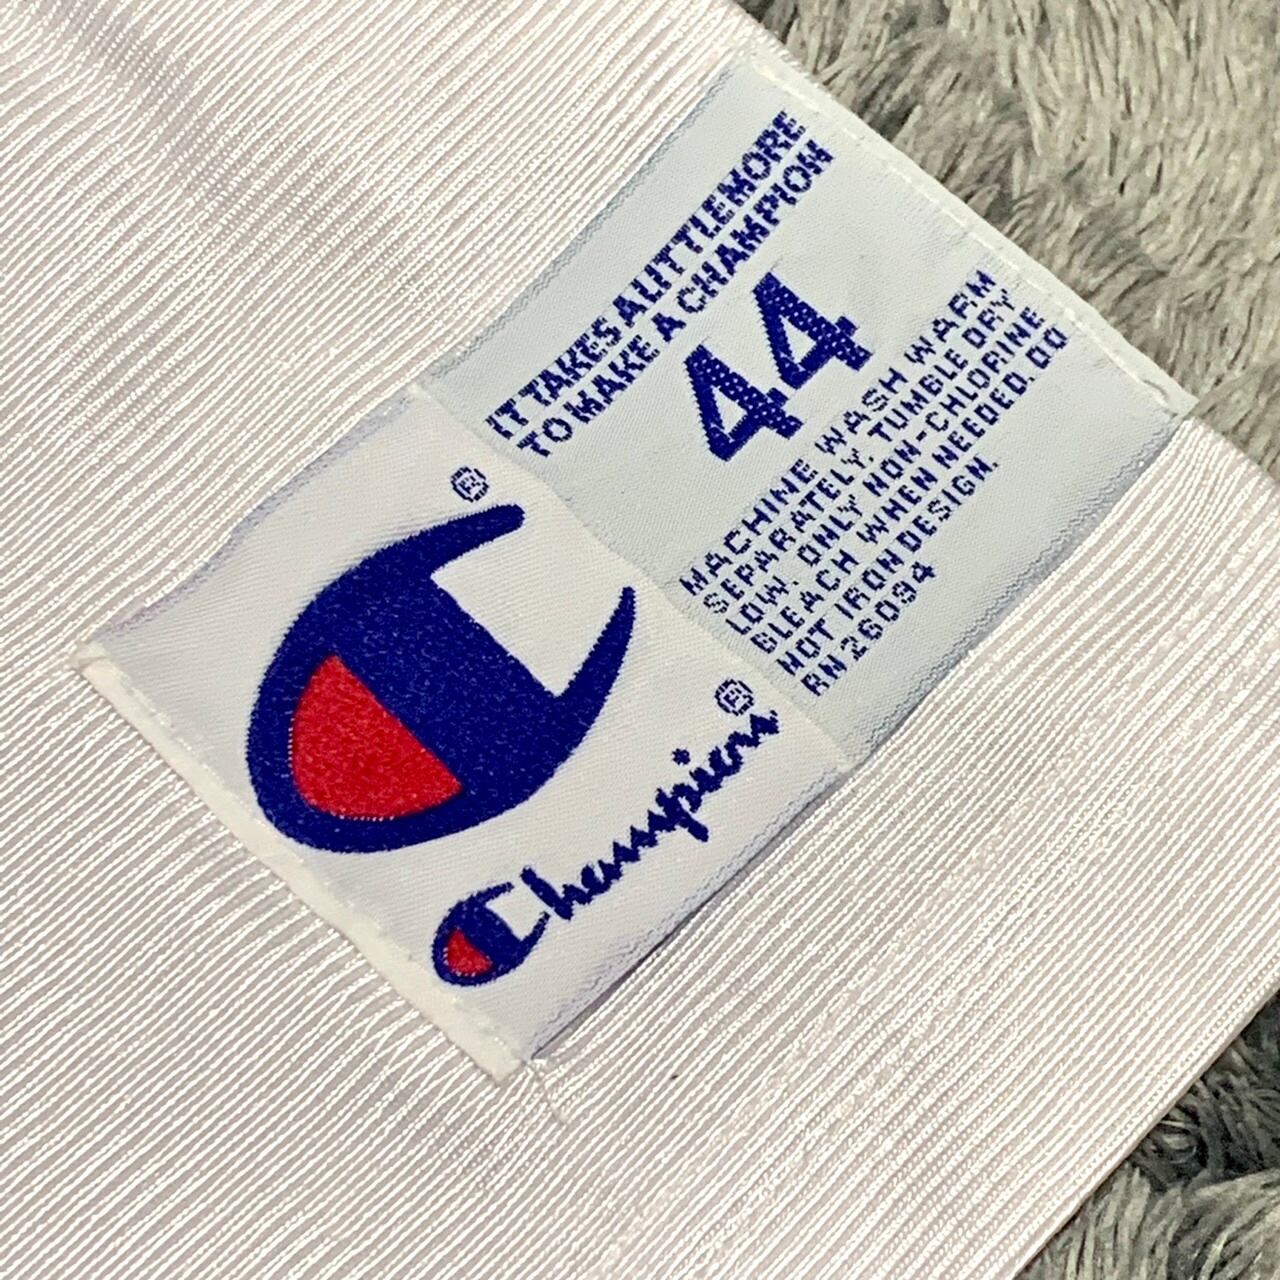 IT TAKES A LITTLE MORE
TO MAKE A CHAMPION
44
MACHINE WASH WARM
SEPARATELY. TUMBLE DRY
LOW. ONLY NON-CHLORINE
BLEACH WHEN NEEDED. DO
NOT IRON DESIGN.
RN 26094
®
Champion®